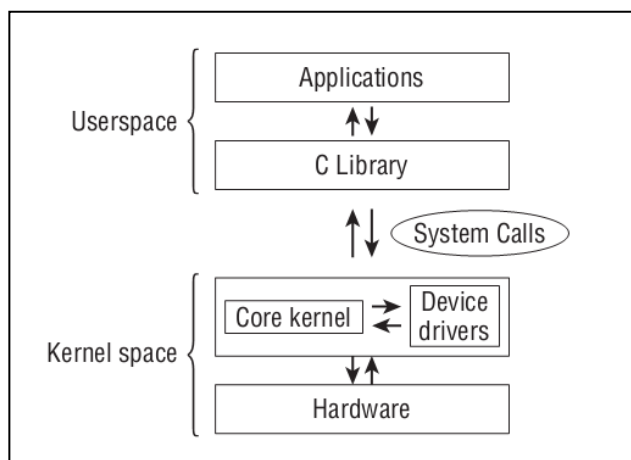 Applications
Userspace
C Library
System Calls
Core kernel
Device
drivers
Kernel space
Hardware